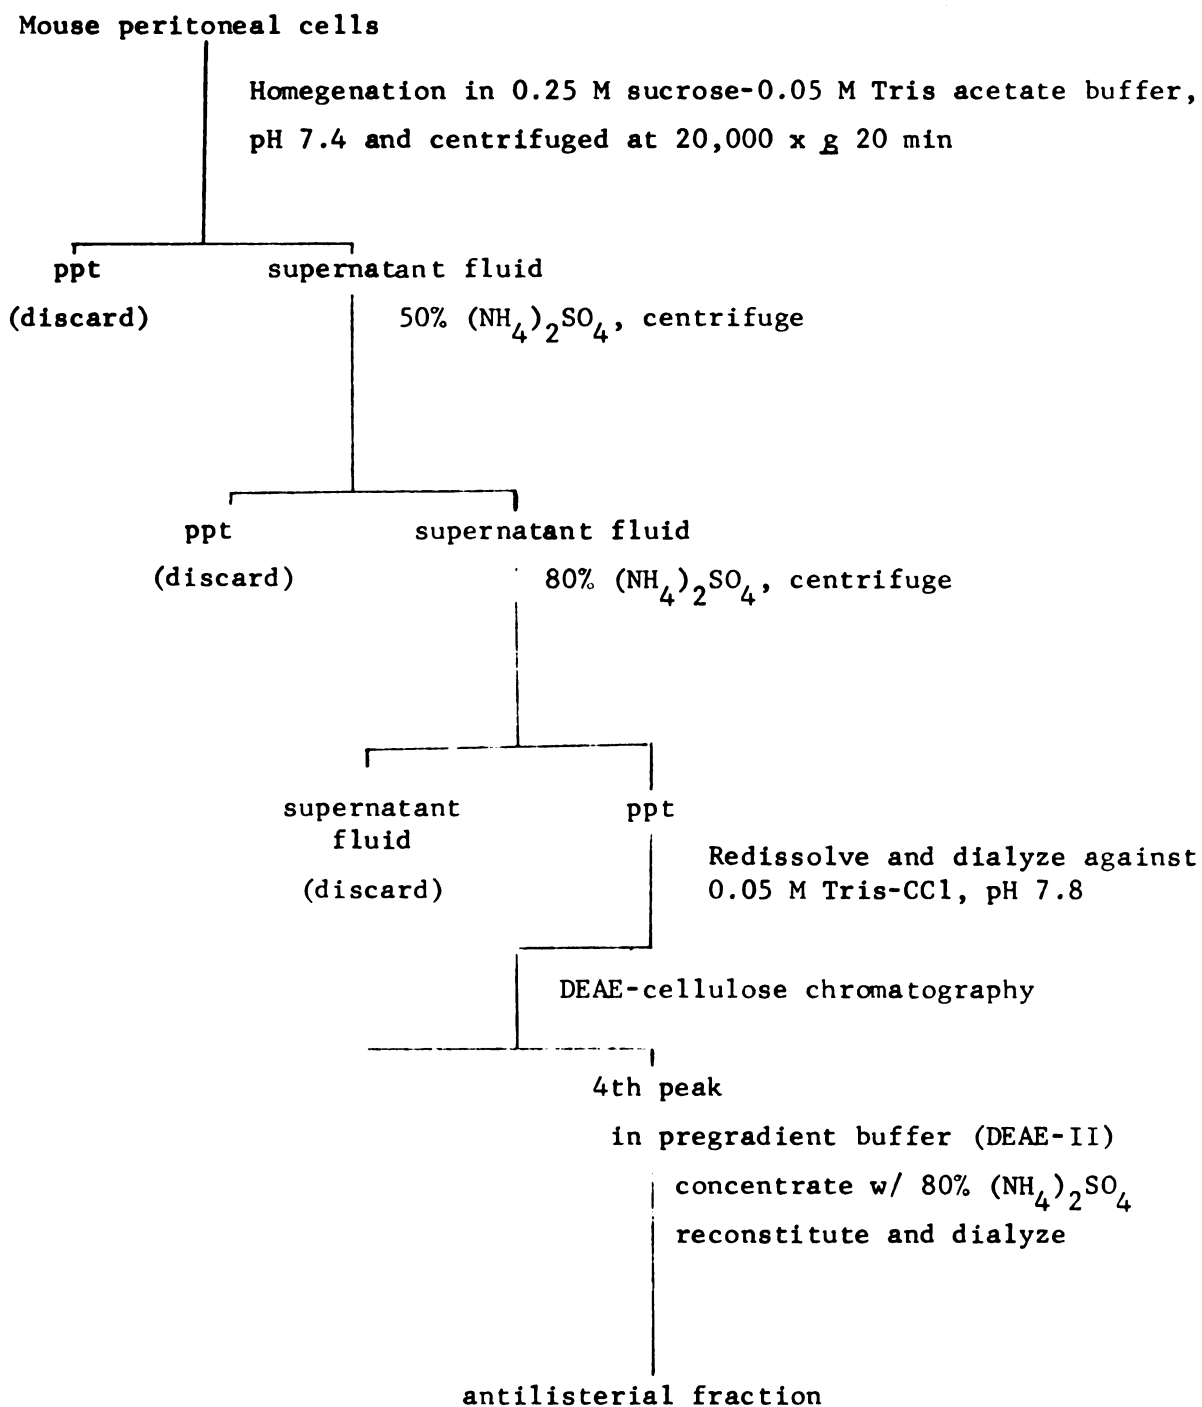 Mouse peritoneal cells
Homegenation in 0.25 M sucrose-0.05 M Tris acetate buffer,
pH 7.4 and centrifuged at 20,000 x g 20 min
ppt
supernatant fluid
(discard)
50% (NH4)2SO4, centrifuge
ppt
supernatant fluid
(discard)
80% (NH4)2SO4, centrifuge
supernatant
fluid
(discard)
ppt
Redissolve and dialyze against
0.05 M Tris-CCl, pH 7.8
DEAE-cellulose chromatography
4th peak
in pregradient buffer (DEAE-II)
concentrate w/ 80% (NH4)2SO4
reconstitute and dialyze
antilisterial fraction